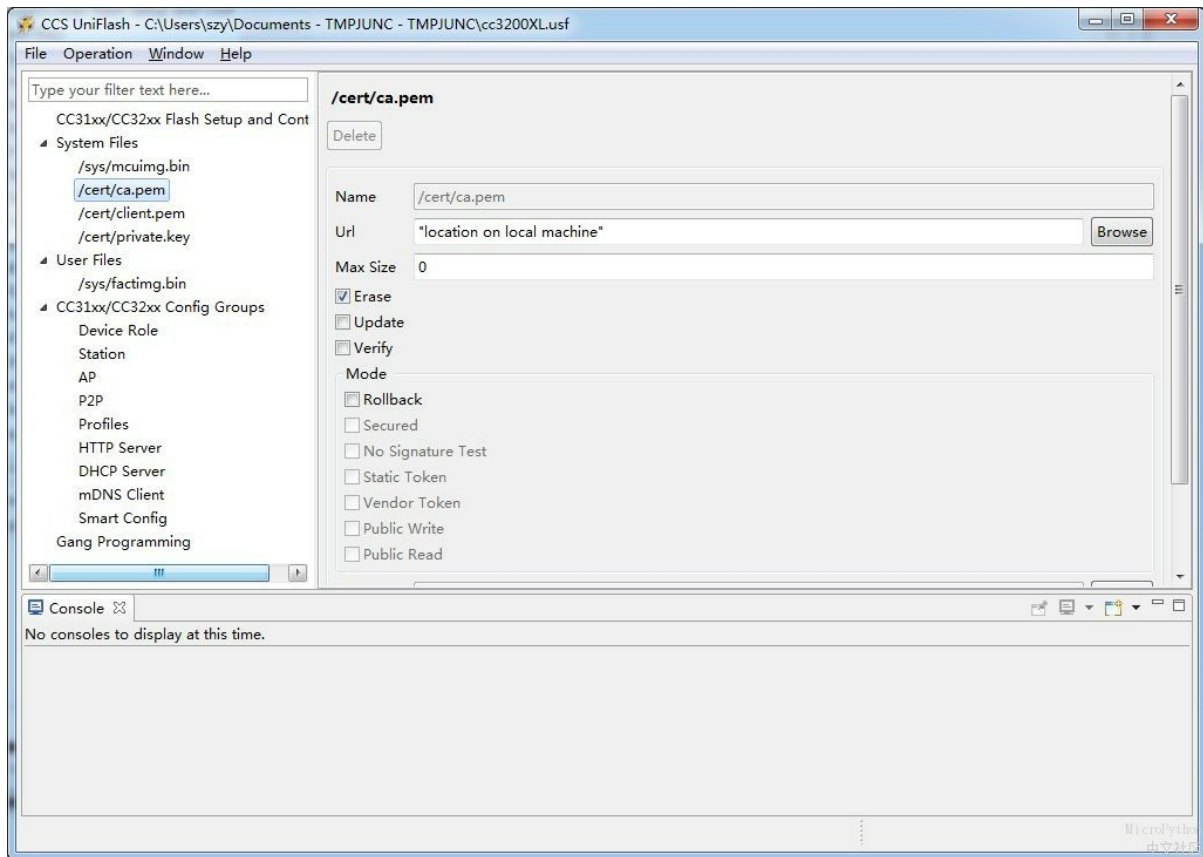 CCS UniFlash - C:\Users\szy\Documents - TMPJUNC - TMPJUNC\cc3200XL.usf
File Operation Window Help
Type your filter text here...
CC31xx/CC32xx Flash Setup and Cont
System Files
/sys/mcuimg.bin
/cert/ca.pem
/cert/client.pem
/cert/private.key
User Files
/sys/factimg.bin
CC31xx/CC32xx Config Groups
Device Role
Station
AP
P2P
Profiles
HTTP Server
DHCP Server
mDNS Client
Smart Config
Gang Programming
/cert/ca.pem
Delete
Name /cert/ca.pem
Url "location on local machine" Browse
Max Size 0
Erase
Update
Verify
Mode
Rollback
Secured
No Signature Test
Static Token
Vendor Token
Public Write
Public Read
Console
No consoles to display at this time.
MicroPytho
中文社区